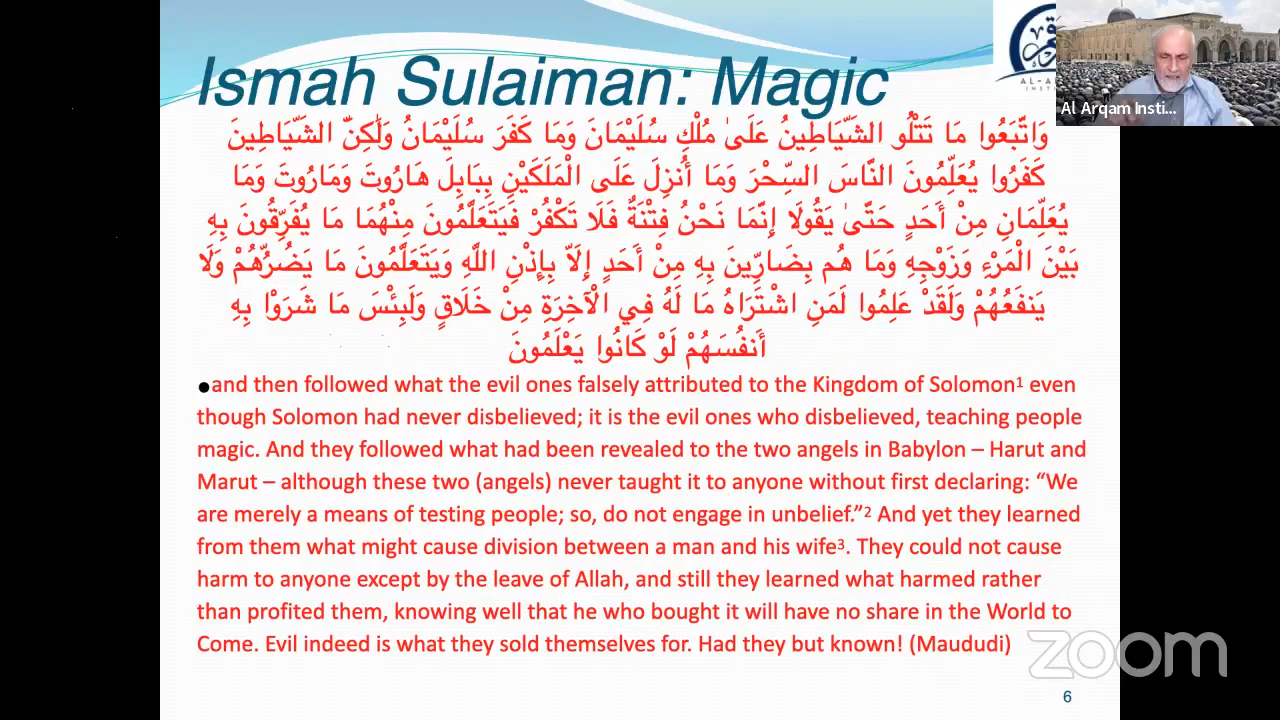 Ismah Sulaiman: Magic
وَاتَّبَعُوا مَا تَتْلُو الشَّيَاطِينُ عَلَىٰ مُلْكِ سُلَيْمَانَ وَمَا كَفَرَ سُلَيْمَانُ وَلَٰكِنَّ الشَّيَاطِينَ
كَفَرُوا يُعَلِّمُونَ النَّاسَ السِّحْرَ وَمَا أُنزِلَ عَلَى الْمَلَكَيْنِ بِبَابِلَ هَارُوتَ وَمَارُوتَ وَمَا
يُعَلِّمَانِ مِنْ أَحَدٍ حَتَّىٰ يَقُولَا إِنَّمَا نَحْنُ فِتْنَةٌ فَلَا تَكْفُرْ فَيَتَعَلَّمُونَ مِنْهُمَا مَا يُفَرِّقُونَ بِهِ
بَيْنَ الْمَرْءِ وَزَوْجِهِ وَمَا هُم بِضَارِّينَ بِهِ مِنْ أَحَدٍ إِلَّا بِإِذْنِ اللَّهِ وَيَتَعَلَّمُونَ مَا يَضُرُّهُمْ وَلَا
يَنفَعُهُمْ وَلَقَدْ عَلِمُوا لَمَنِ اشْتَرَاهُ مَا لَهُ فِي الْآخِرَةِ مِنْ خَلَاقٍ وَلَبِئْسَ مَا شَرَوْا بِهِ
أَنفُسَهُمْ لَوْ كَانُوا يَعْلَمُونَ
•and then followed what the evil ones falsely attributed to the Kingdom of Solomon¹ even
though Solomon had never disbelieved; it is the evil ones who disbelieved, teaching people
magic. And they followed what had been revealed to the two angels in Babylon – Harut and
Marut – although these two (angels) never taught it to anyone without first declaring: “We
are merely a means of testing people; so, do not engage in unbelief.”² And yet they learned
from them what might cause division between a man and his wife³. They could not cause
harm to anyone except by the leave of Allah, and still they learned what harmed rather
than profited them, knowing well that he who bought it will have no share in the World to
Come. Evil indeed is what they sold themselves for. Had they but known! (Maududi)
6
Al Arqam Insti...
zoom